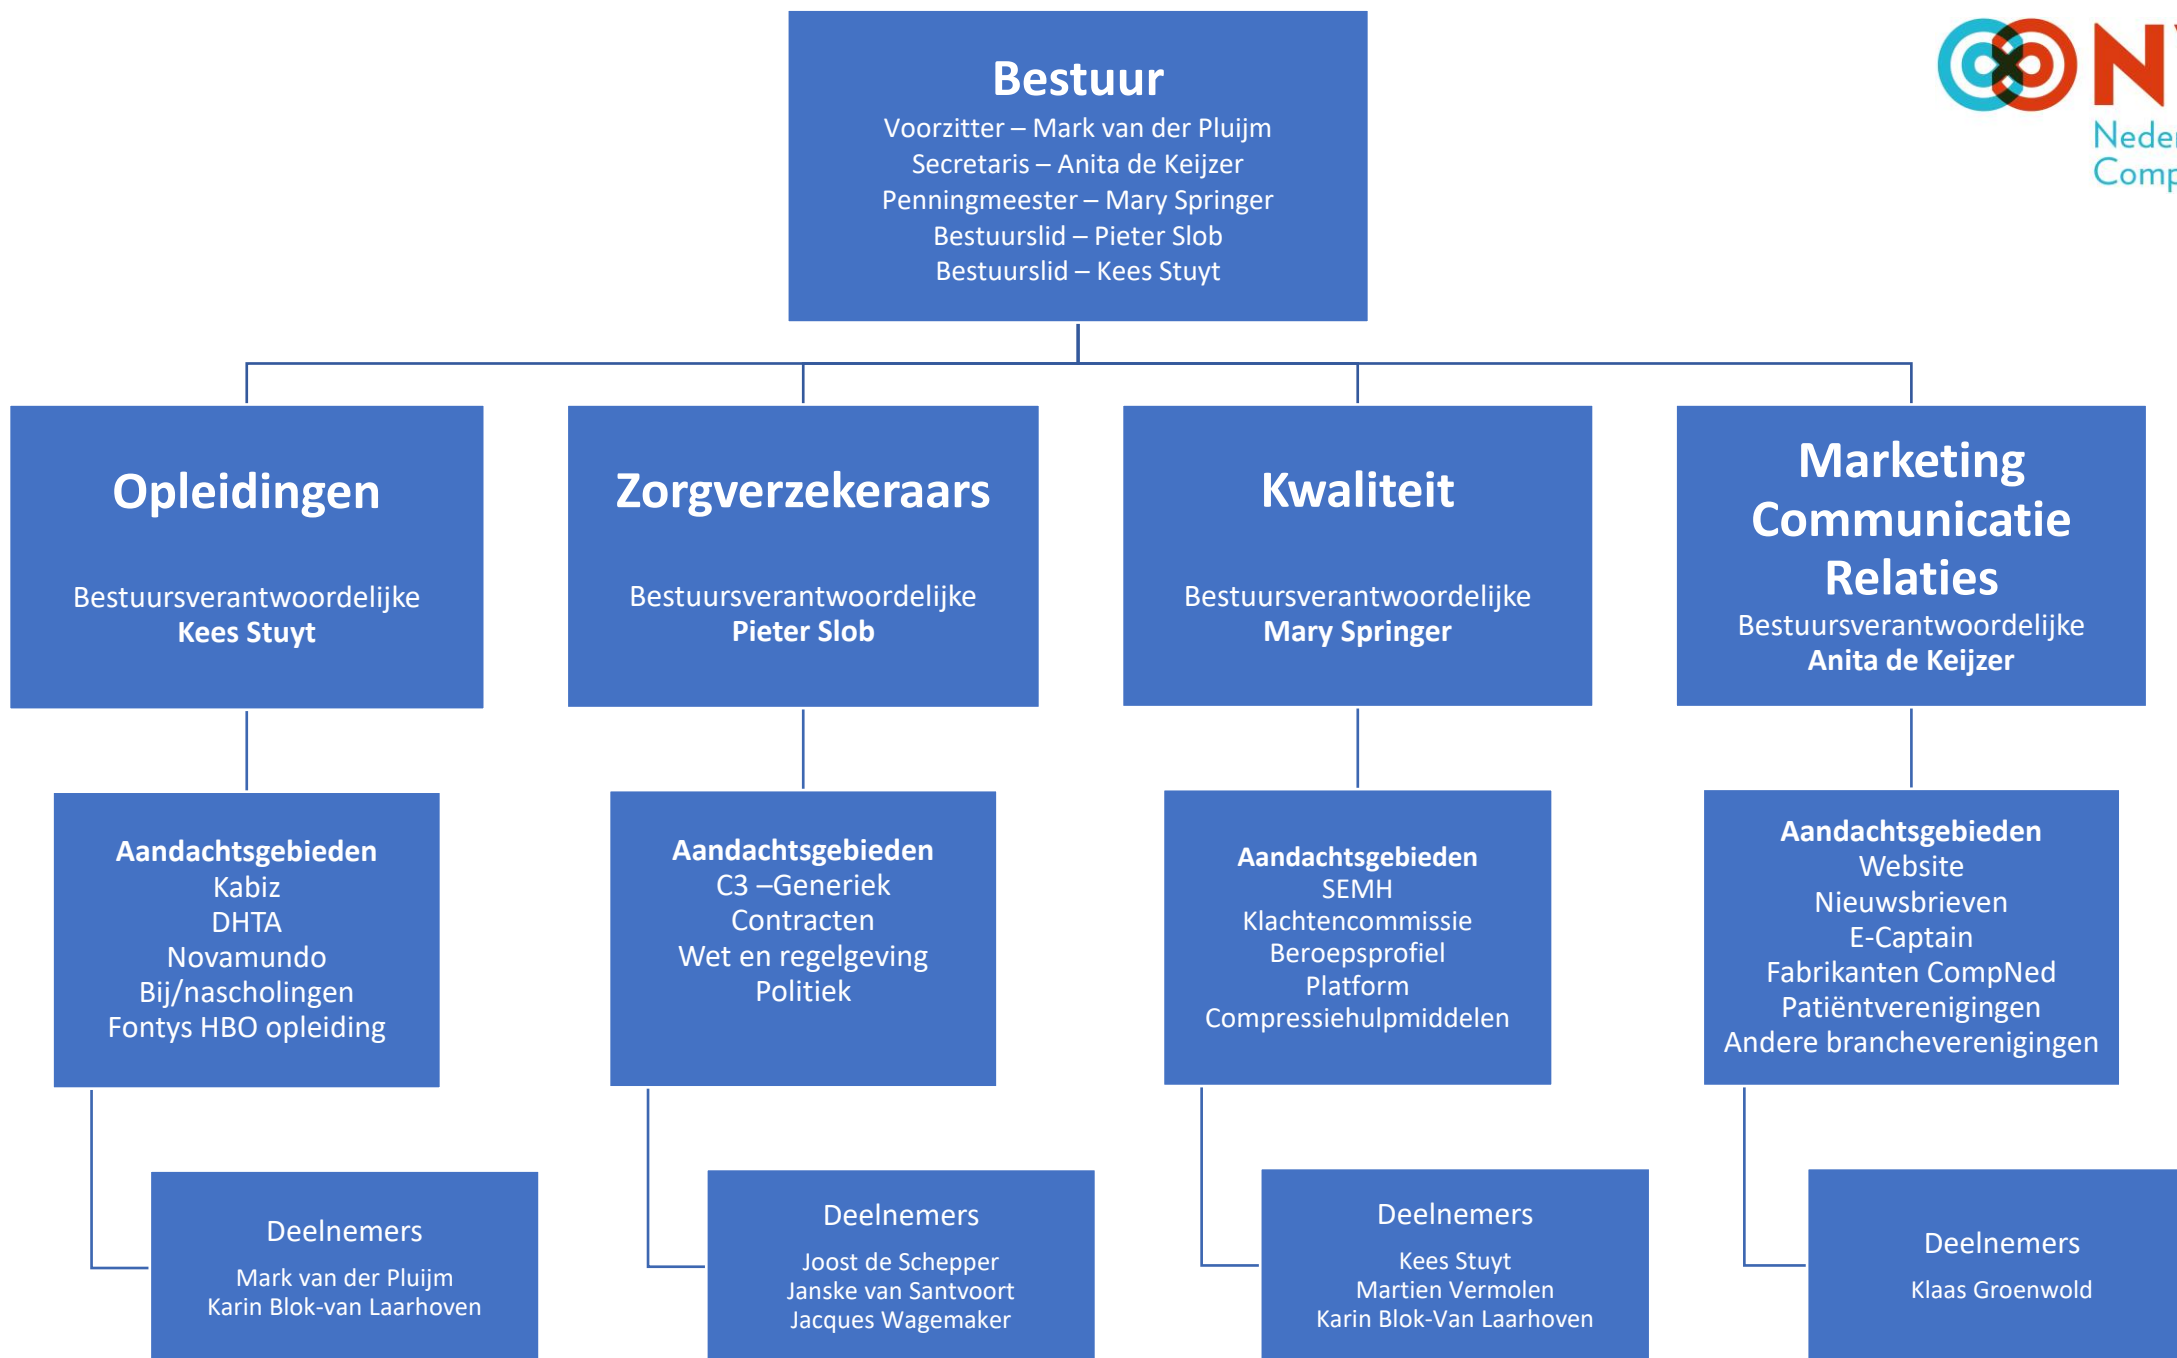 Bestuur
Voorzitter – Mark van der Pluijm
Secretaris – Anita de Keijzer
Penningmeester – Mary Springer
Bestuurslid – Pieter Slob
Bestuurslid – Kees Stuyt
Opleidingen
Bestuursverantwoordelijke
Kees Stuyt
Zorgverzekeraars
Bestuursverantwoordelijke
Pieter Slob
Kwaliteit
Bestuursverantwoordelijke
Mary Springer
Marketing
Communicatie
Relaties
Bestuursverantwoordelijke
Anita de Keijzer
Aandachtsgebieden
Kabiz
DHTA
Novamundo
Bij/nascholingen
Fontys HBO opleiding
Aandachtsgebieden
C3 –Generiek
Contracten
Wet en regelgeving
Politiek
Aandachtsgebieden
SEMH
Klachtencommissie
Beroepsprofiel
Platform
Compressiehulpmiddelen
Aandachtsgebieden
Website
Nieuwsbrieven
E-Captain
Fabrikanten CompNed
Patiëntverenigingen
Andere brancheverenigingen
Deelnemers
Mark van der Pluijm
Karin Blok-van Laarhoven
Deelnemers
Joost de Schepper
Janske van Santvoort
Jacques Wagemaker
Deelnemers
Kees Stuyt
Martien Vermolen
Karin Blok-Van Laarhoven
Deelnemers
Klaas Groenwold